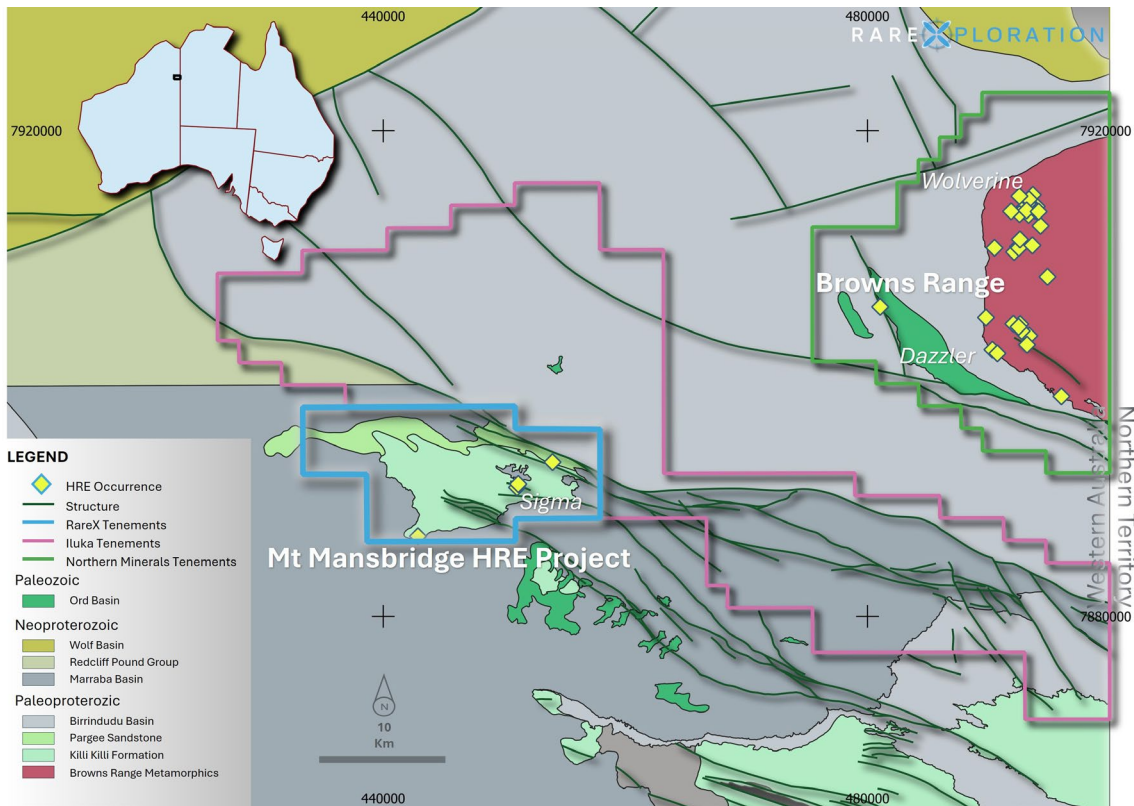 440000
480000
RAREXPLORATION
7920000
7920000
Wolverine
Browns Range
Dazzler
Sigma
Mt Mansbridge HRE Project
Western Australia
Northern Territory
7880000
LEGEND
HRE Occurrence
Structure
RareX Tenements
Iluka Tenements
Northern Minerals Tenements
Paleozoic
Ord Basin
Neoproterozoic
Wolf Basin
Redcliff Pound Group
Marraba Basin
Paleoproterozic
Birrindudu Basin
Pargee Sandstone
Killi Killi Formation
Browns Range Metamorphics
N
10
Km
440000
480000